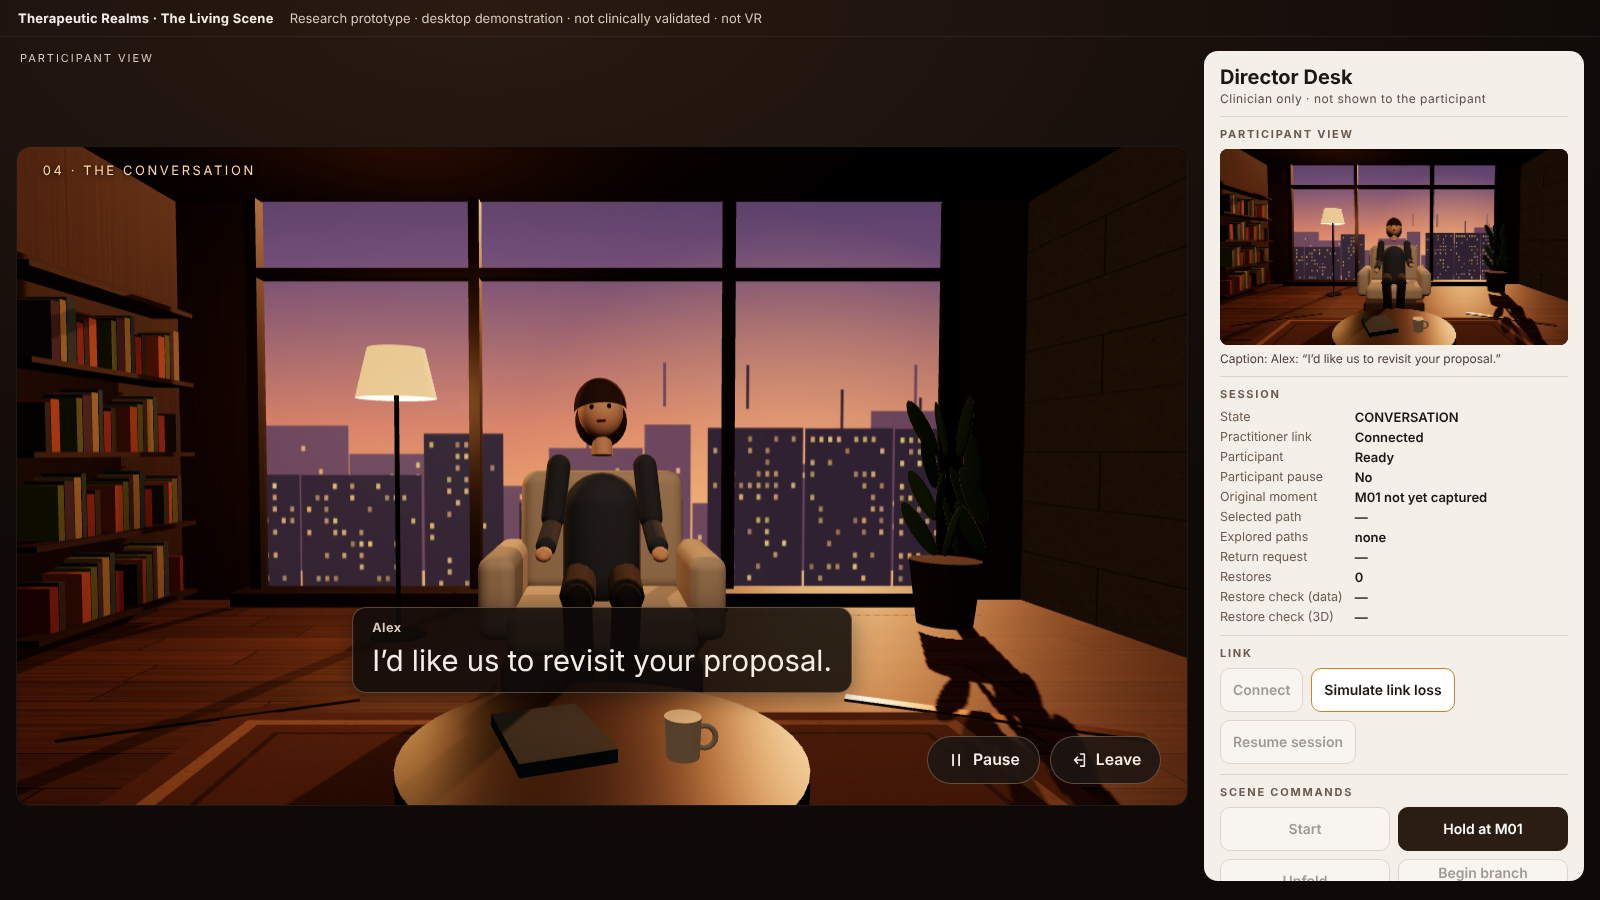 Therapeutic Realms · The Living Scene Research prototype · desktop demonstration · not clinically validated · not VR
PARTICIPANT VIEW
04 · THE CONVERSATION
Alex
I’d like us to revisit your proposal.
Pause
Leave
Director Desk
Clinician only · not shown to the participant
PARTICIPANT VIEW
Caption: Alex: “I’d like us to revisit your proposal.”
SESSION
State CONVERSATION
Practitioner link Connected
Participant Ready
Participant pause No
Original moment M01 not yet captured
Selected path —
Explored paths none
Return request —
Restores 0
Restore check (data) —
Restore check (3D) —
LINK
Connect Simulate link loss
Resume session
SCENE COMMANDS
Start Hold at M01
Unfold Begin branch